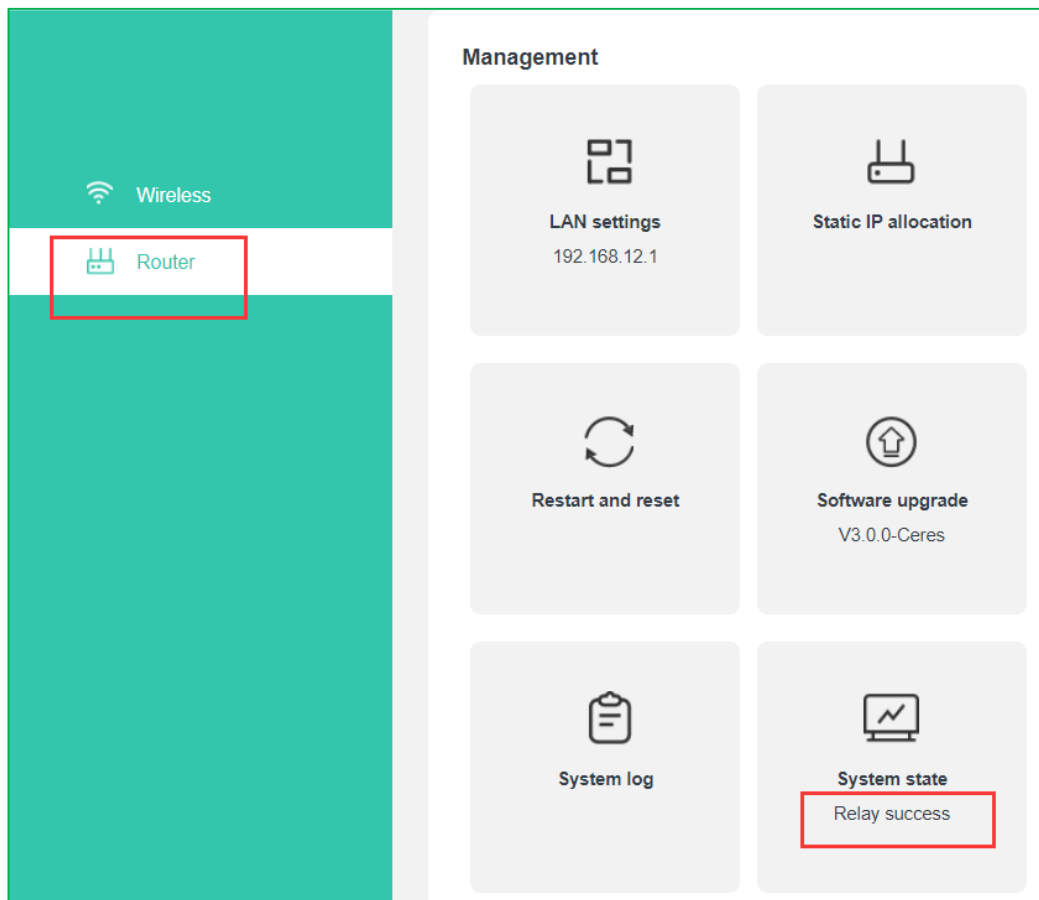 Wireless
Router
Management
LAN settings
192.168.12.1
Static IP allocation
Restart and reset
Software upgrade
V3.0.0-Ceres
System log
System state
Relay success